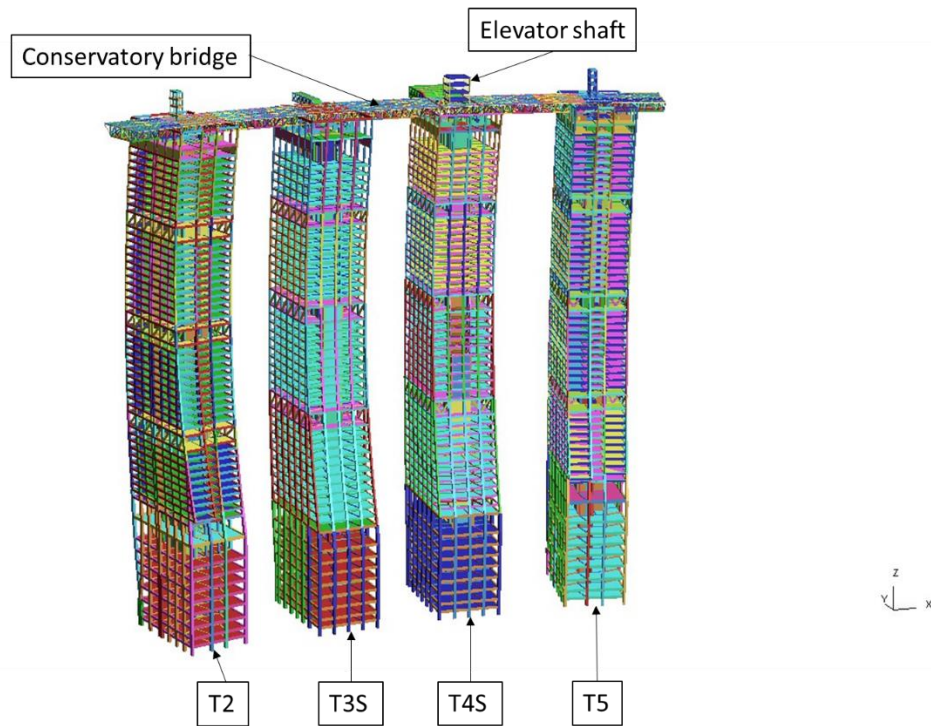 Elevator shaft
Conservatory bridge
Z
Y
X
T2
T3S
T4S
T5